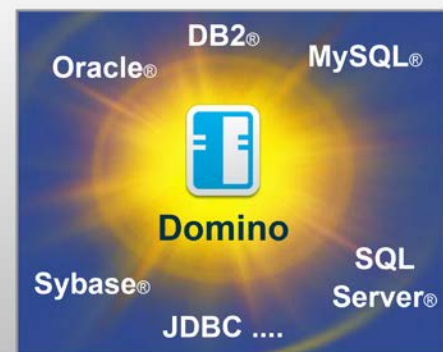 DB2®
Oracle®
MySQL®
Domino
Sybase®
SQL
Server®
JDBC ....